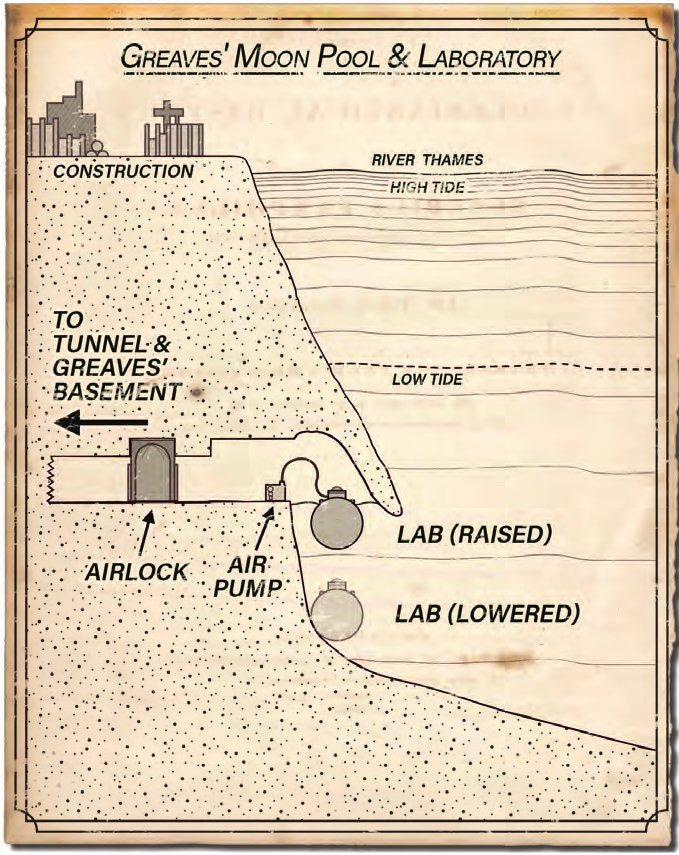 GREAVES' MOON POOL & LABORATORY
CONSTRUCTION
RIVER THAMES
HIGH TIDE
TO
TUNNEL &
GREAVES'
BASEMENT
LOW TIDE
LAB (RAISED)
AIRLOCK
AIR
PUMP
LAB (LOWERED)